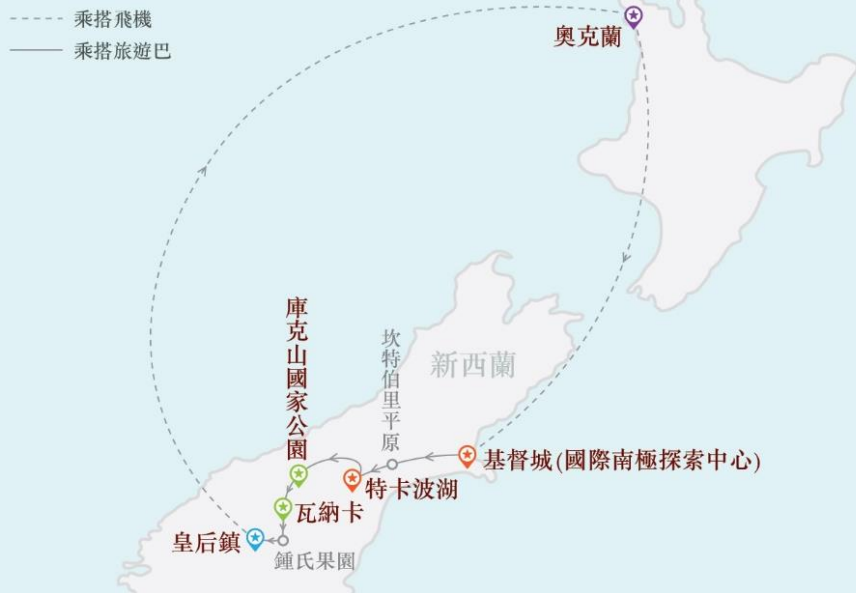 乘搭飛機
乘搭旅遊巴
奧克蘭
庫克山國家公園
坎特伯里平原
新西蘭
基督城(國際南極探索中心)
特卡波湖
瓦納卡
皇后鎮
鍾氏果園